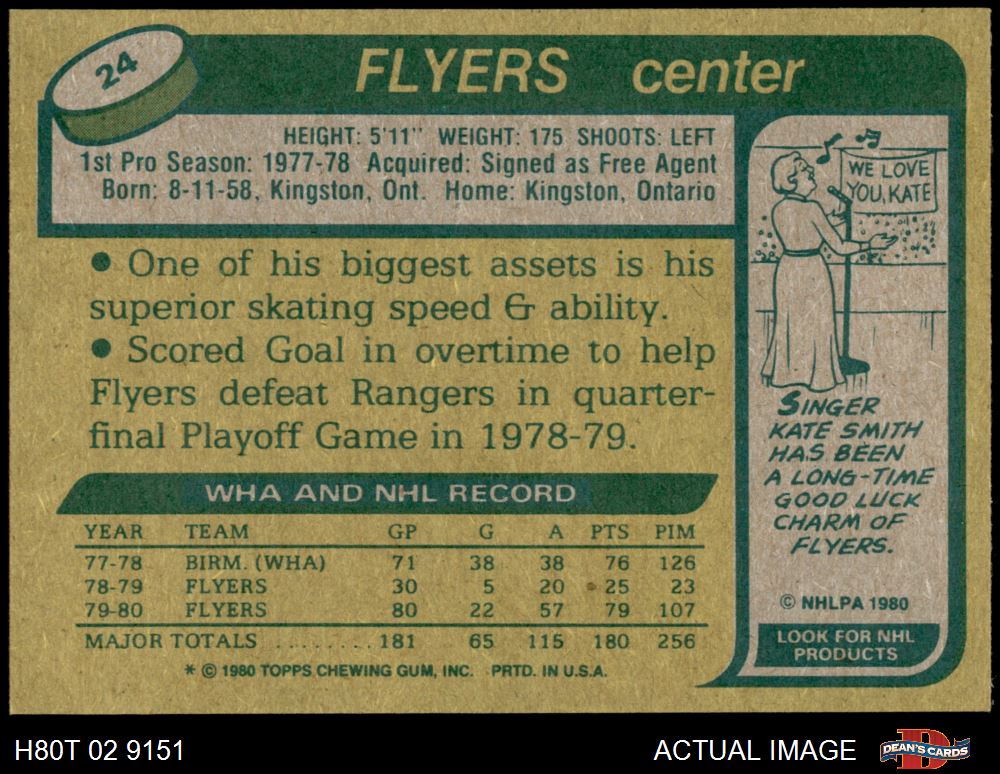 24
FLYERS center
HEIGHT: 5'11" WEIGHT: 175 SHOOTS: LEFT
1st Pro Season: 1977-78 Acquired: Signed as Free Agent
Born: 8-11-58, Kingston, Ont. Home: Kingston, Ontario
• One of his biggest assets is his
superior skating speed & ability.
• Scored Goal in overtime to help
Flyers defeat Rangers in quarter-
final Playoff Game in 1978-79.
WHA AND NHL RECORD
YEAR TEAM GP G A PTS PIM
77-78 BIRM. (WHA) 71 38 38 76 126
78-79 FLYERS 30 5 20 25 23
79-80 FLYERS 80 22 57 79 107
MAJOR TOTALS ........ 181 65 115 180 256
* © 1980 TOPPS CHEWING GUM, INC. PRTD. IN U.S.A.
WE LOVE
YOU, KATE
SINGER
KATE SMITH
HAS BEEN
A LONG-TIME
GOOD LUCK
CHARM OF
FLYERS.
© NHLPA 1980
LOOK FOR NHL
PRODUCTS
H80T 02 9151
ACTUAL IMAGE
DEAN'S CARDS